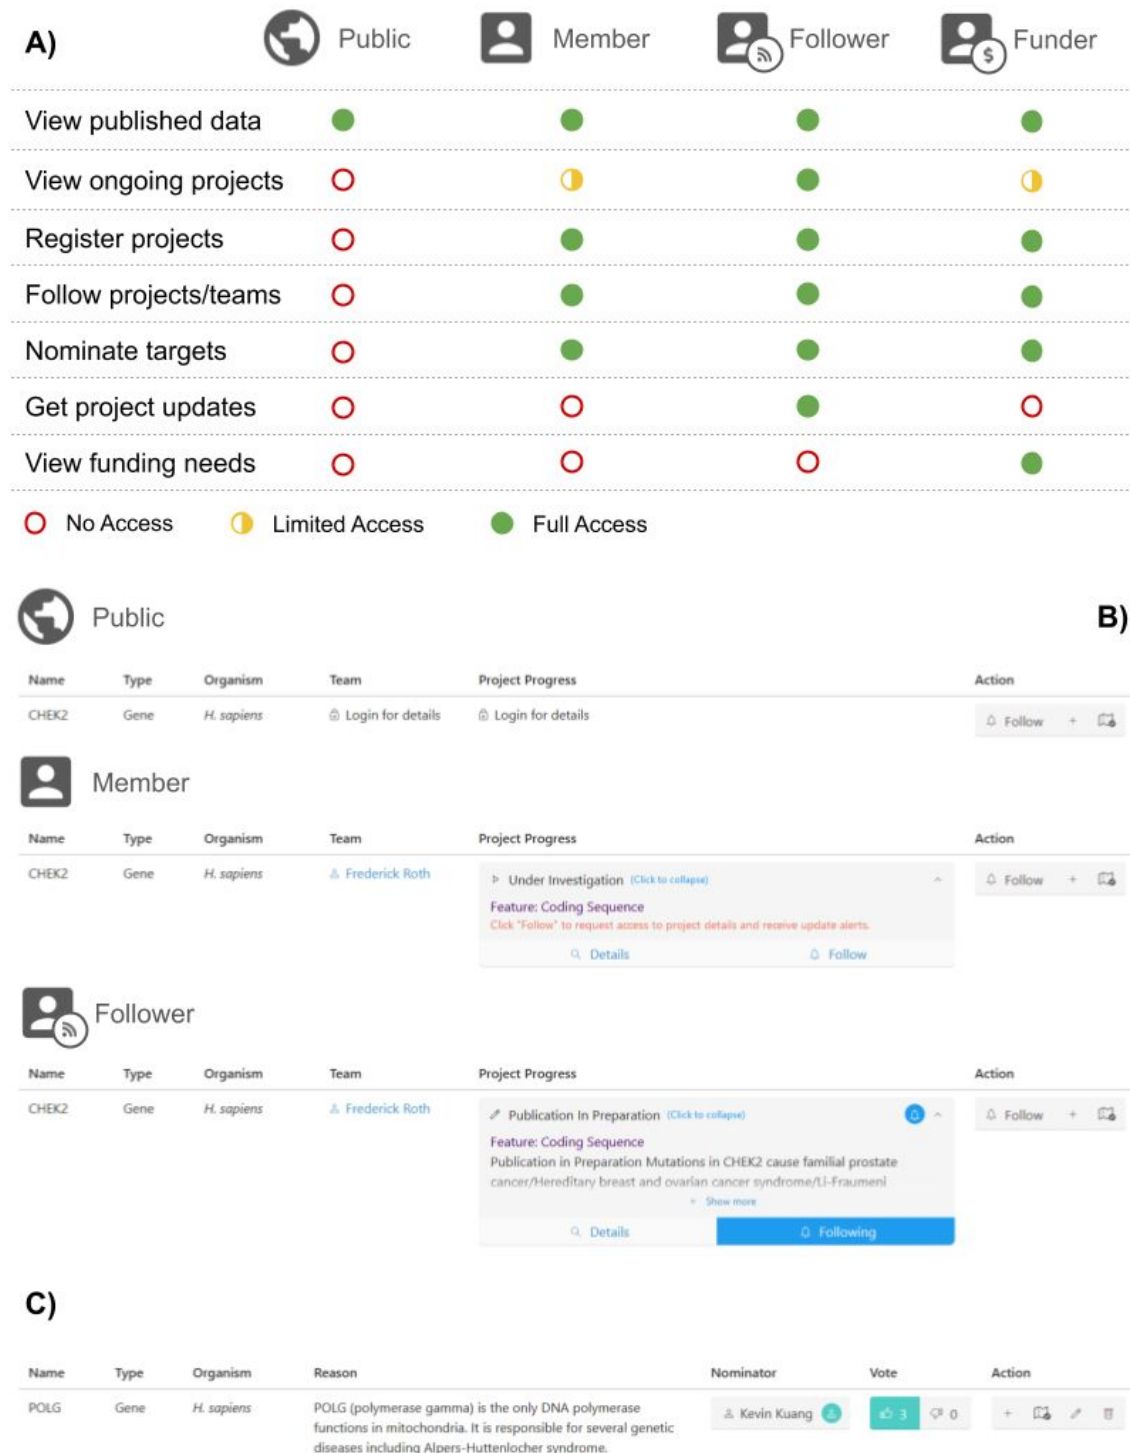 A)
Public Member Follower Funder
View published data
View ongoing projects
Register projects
Follow projects/teams
Nominate targets
Get project updates
View funding needs
No Access Limited Access Full Access
Public
B)
Name Type Organism Team Project Progress Action
CHEK2 Gene H. sapiens Login for details Login for details Follow +
Member
Name Type Organism Team Project Progress Action
CHEK2 Gene H. sapiens Frederick Roth Under Investigation (Click to collapse) Follow +
Feature: Coding Sequence
Click "Follow" to request access to project details and receive update alerts.
Details Follow
Follower
Name Type Organism Team Project Progress Action
CHEK2 Gene H. sapiens Frederick Roth Publication In Preparation (Click to collapse) Follow +
Feature: Coding Sequence
Publication in Preparation Mutations in CHEK2 cause familial prostate
cancer/Hereditary breast and ovarian cancer syndrome/Li-Fraumeni
+ Show more
Details Following
C)
Name Type Organism Reason Nominator Vote Action
POLG Gene H. sapiens POLG (polymerase gamma) is the only DNA polymerase Kevin Kuang 3 0 +
functions in mitochondria. It is responsible for several genetic
diseases including Alpers-Huttenlocher syndrome.